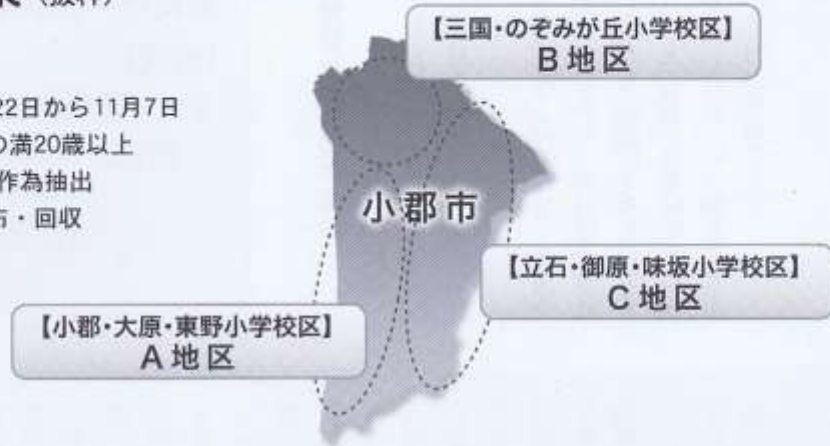 （抜粋）
22日から11月7日
の満20歳以上
作為抽出
・回収
【三国・のぞみが丘小学校区】
B地区
小郡市
【立石・御原・味坂小学校区】
C地区
【小郡・大原・東野小学校区】
A地区